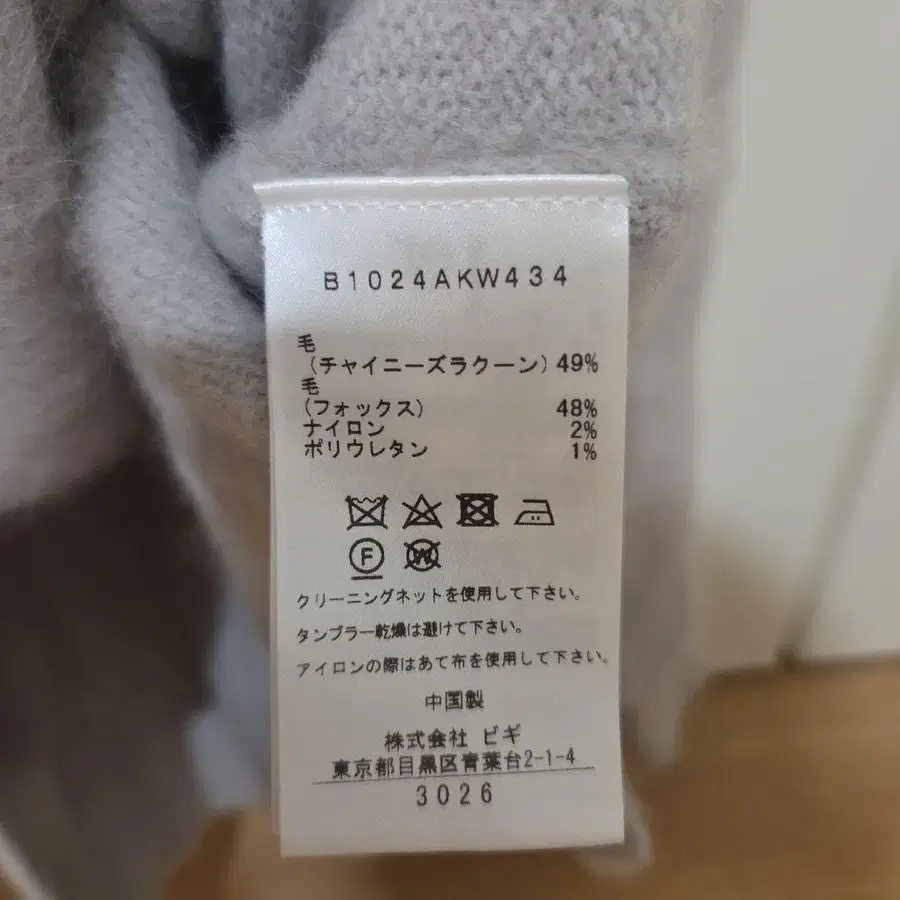 B1024AKW434
毛
(チャイニーズラクーン) 49%
毛
(フォックス) 48%
ナイロン 2%
ポリウレタン 1%
F W
クリーニングネットを使用して下さい。
タンブラー乾燥は避けて下さい。
アイロンの際はあて布を使用して下さい。
中国製
株式会社 ビギ
東京都目黒区青葉台2-1-4
3026